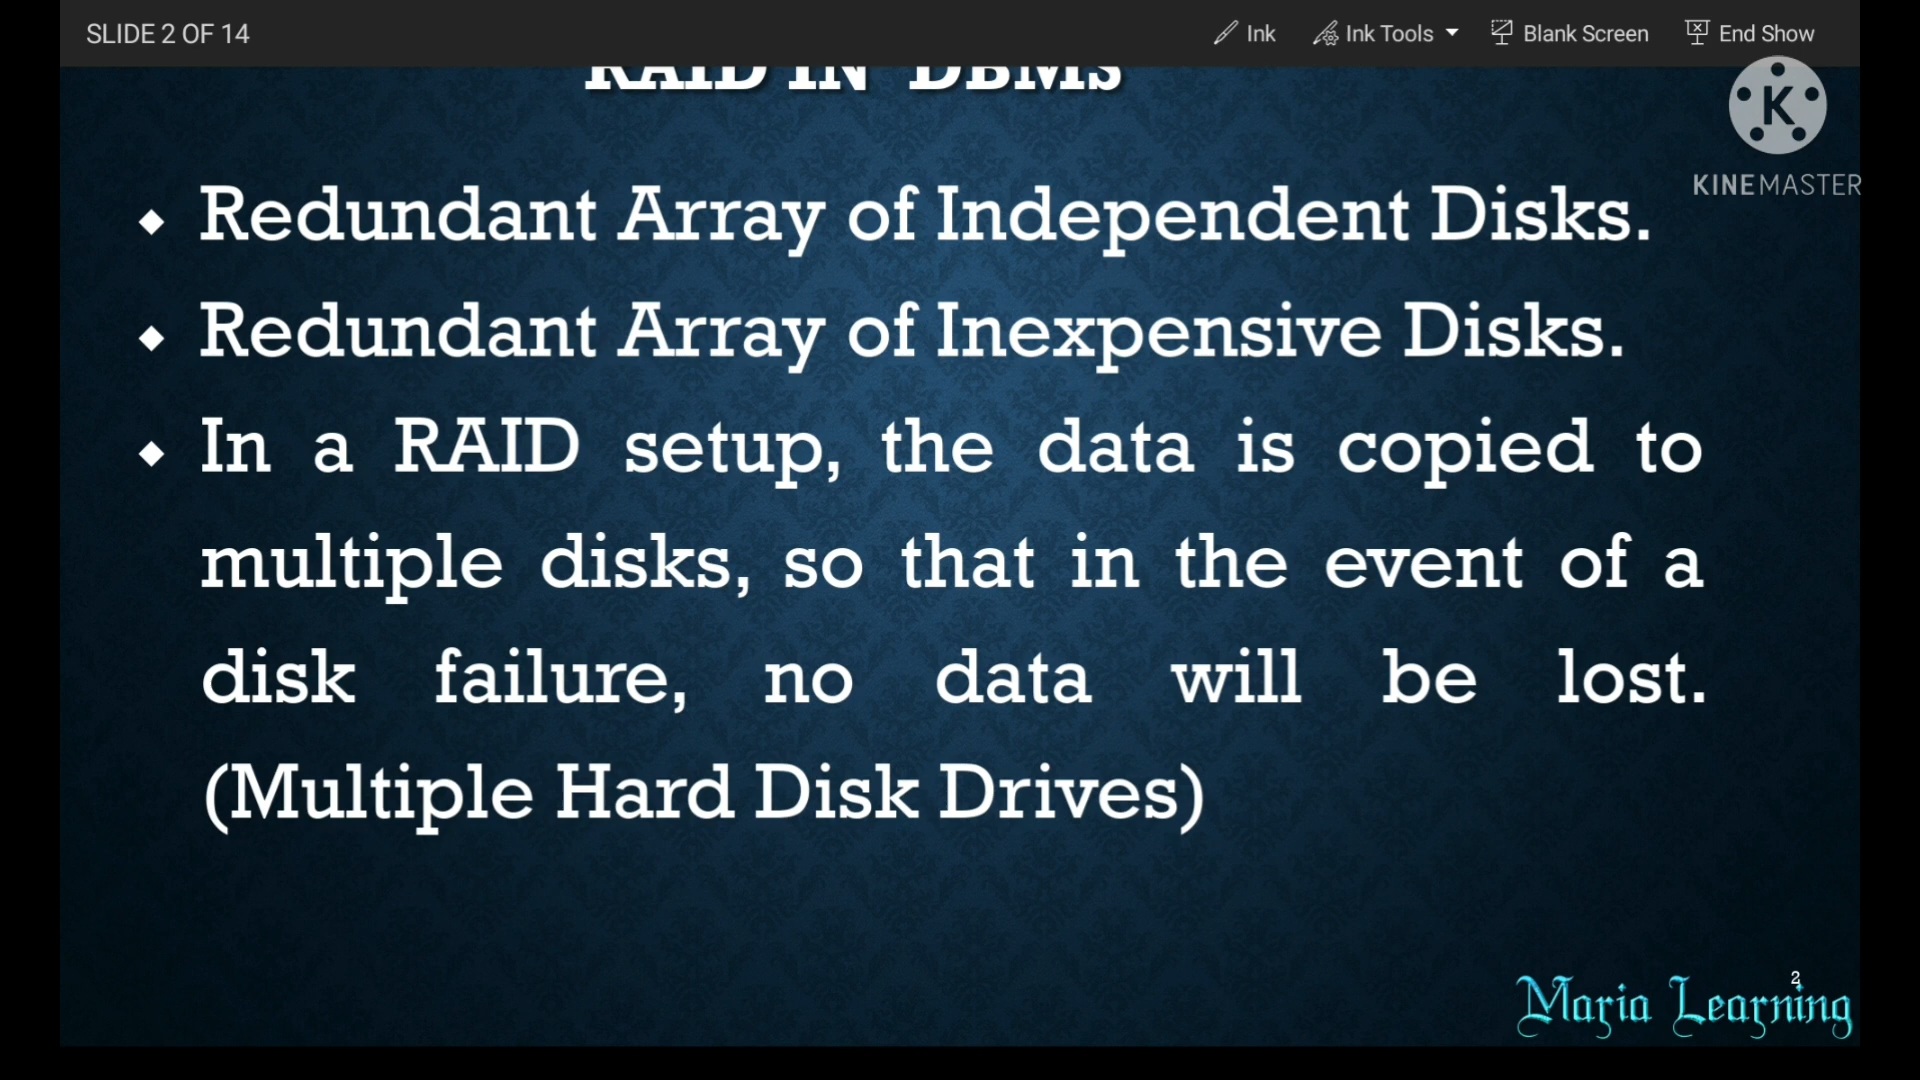 SLIDE 2 OF 14
Ink
Ink Tools
Blank Screen
End Show
RAID IN DBMS
K
KINEMASTER
Redundant Array of Independent Disks.
Redundant Array of Inexpensive Disks.
In a RAID setup, the data is copied to
multiple disks, so that in the event of a
disk failure, no data will be lost.
(Multiple Hard Disk Drives)
2
Maria Learning